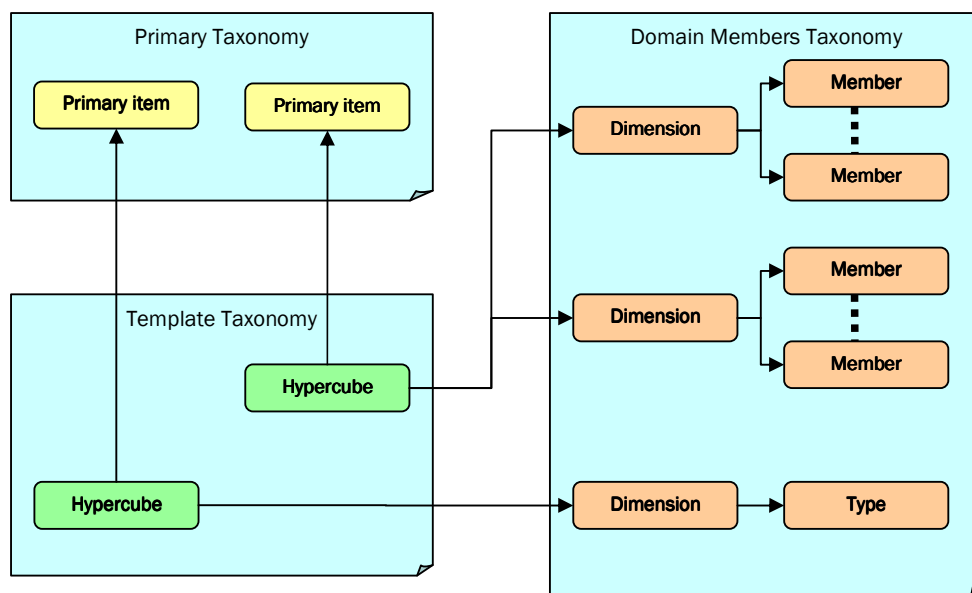 Primary Taxonomy
Primary item
Primary item
Template Taxonomy
Hypercube
Hypercube
Domain Members Taxonomy
Dimension
Member
Member
Dimension
Member
Member
Dimension
Type